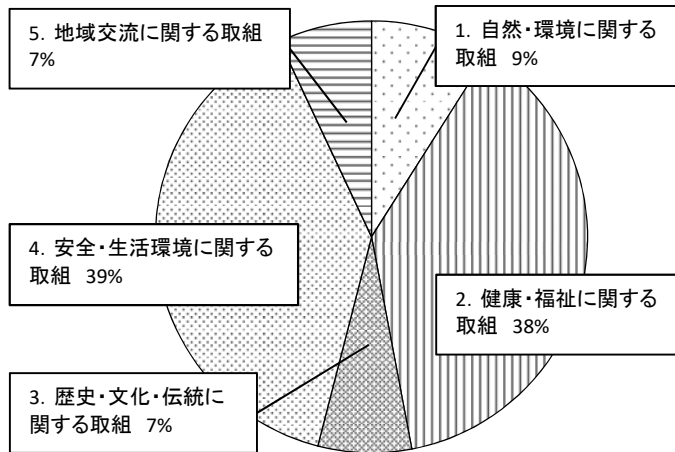 5. 地域交流に関する取組
7%
1. 自然・環境に関する
取組 9%
4. 安全・生活環境に関する
取組 39%
2. 健康・福祉に関する
取組 38%
3. 歴史・文化・伝統に
関する取組 7%